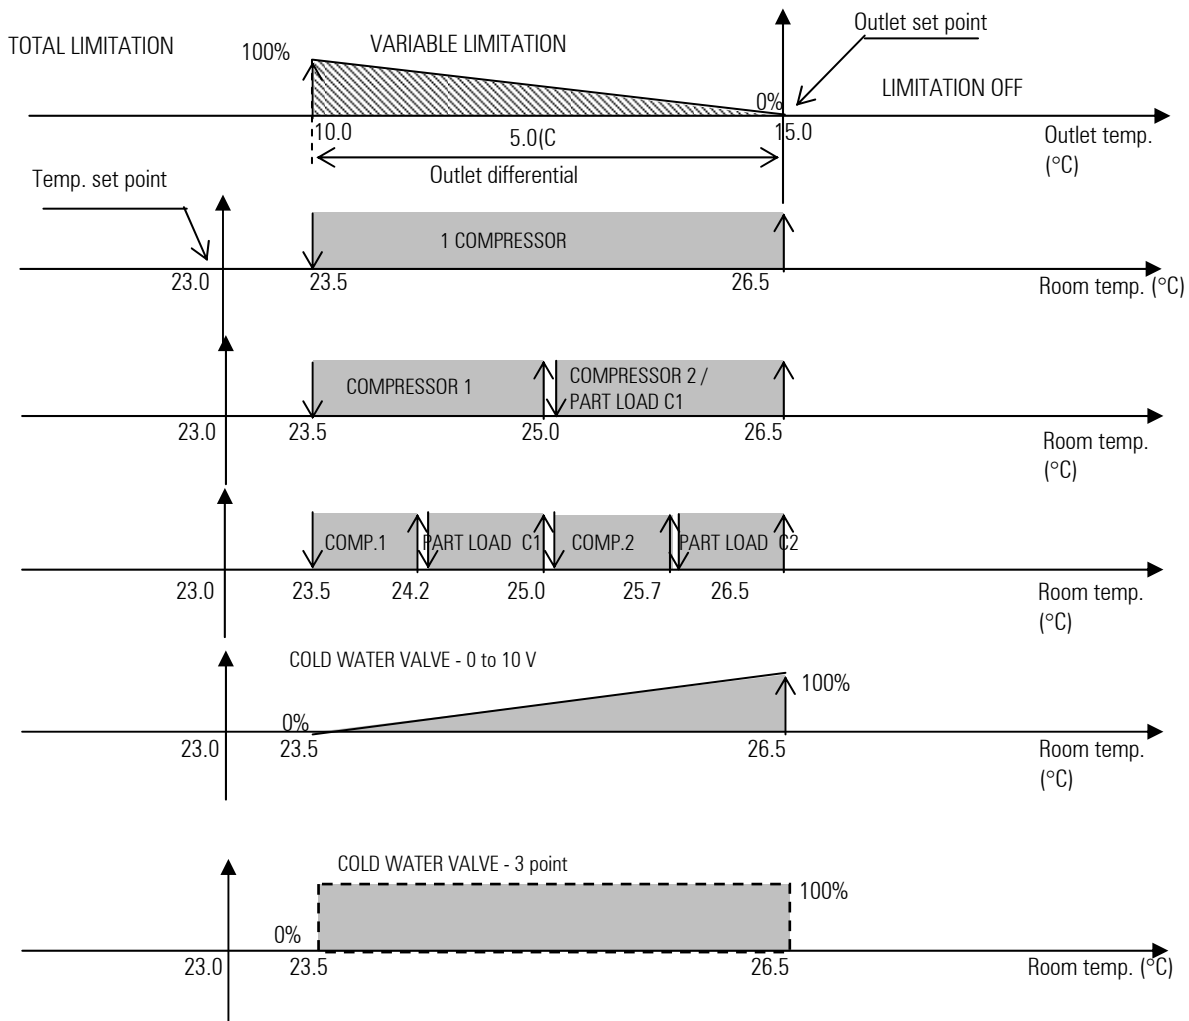 Outlet set point
TOTAL LIMITATION
100%
VARIABLE LIMITATION
LIMITATION OFF
0%
10.0
5.0(C
15.0
Outlet temp.
(°C)
Outlet differential
Temp. set point
1 COMPRESSOR
23.0
23.5
26.5
Room temp. (°C)
COMPRESSOR 1
COMPRESSOR 2 /
PART LOAD C1
23.0
23.5
25.0
26.5
Room temp.
(°C)
COMP.1
PART LOAD C1
COMP.2
PART LOAD C2
23.0
23.5
24.2
25.0
25.7
26.5
Room temp.
(°C)
COLD WATER VALVE - 0 to 10 V
100%
0%
23.0
23.5
26.5
Room temp.
(°C)
COLD WATER VALVE - 3 point
100%
0%
23.0
23.5
26.5
Room temp. (°C)